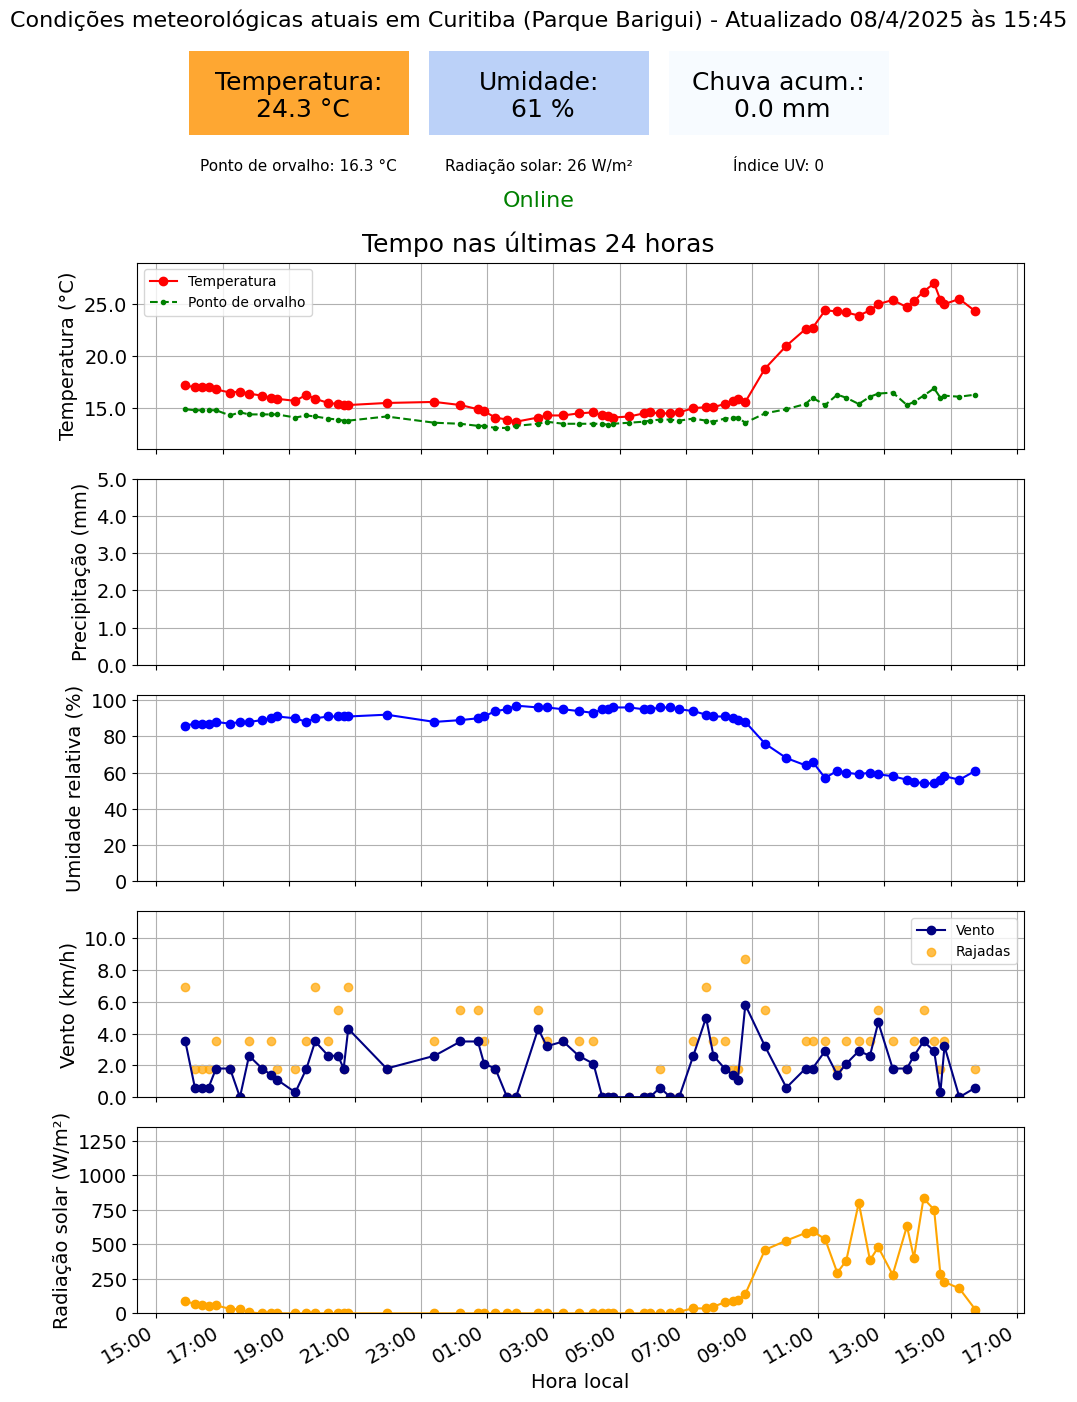 Condições meteorológicas atuais em Curitiba (Parque Barigui) - Atualizado 08/4/2025 às 15:45
Temperatura:
24.3 °C
Umidade:
61 %
Chuva acum.:
0.0 mm
Ponto de orvalho: 16.3 °C
Radiação solar: 26 W/m²
Índice UV: 0
Online
Tempo nas últimas 24 horas
Temperatura (°C)
25.0
20.0
15.0
Temperatura
Ponto de orvalho
Precipitação (mm)
5.0
4.0
3.0
2.0
1.0
0.0
Umidade relativa (%)
100
80
60
40
20
0
Vento (km/h)
10.0
8.0
6.0
4.0
2.0
0.0
Vento
Rajadas
Radiação solar (W/m²)
1250
1000
750
500
250
0
15:00
17:00
19:00
21:00
23:00
01:00
03:00
05:00
07:00
09:00
11:00
13:00
15:00
17:00
Hora local